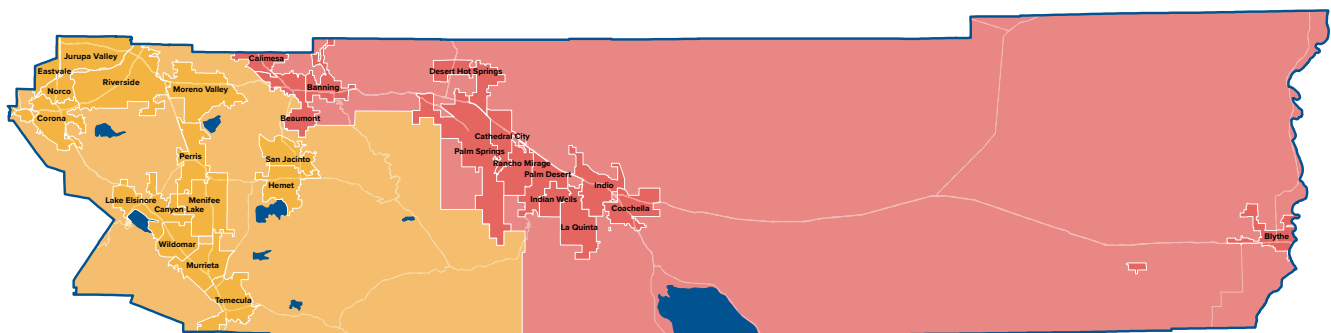 Jurupa Valley
Calimesa
Eastvale
Desert Hot Springs
Riverside
Norco
Moreno Valley
Banning
Corona
Beaumont
Cathedral City
Perris
San Jacinto
Palm Springs
Rancho Mirage
Palm Desert
Hemet
Indio
Lake Elsinore
Menifee
Indian Wells
Canyon Lake
Coachella
La Quinta
Blythe
Wildomar
Murrieta
Temecula